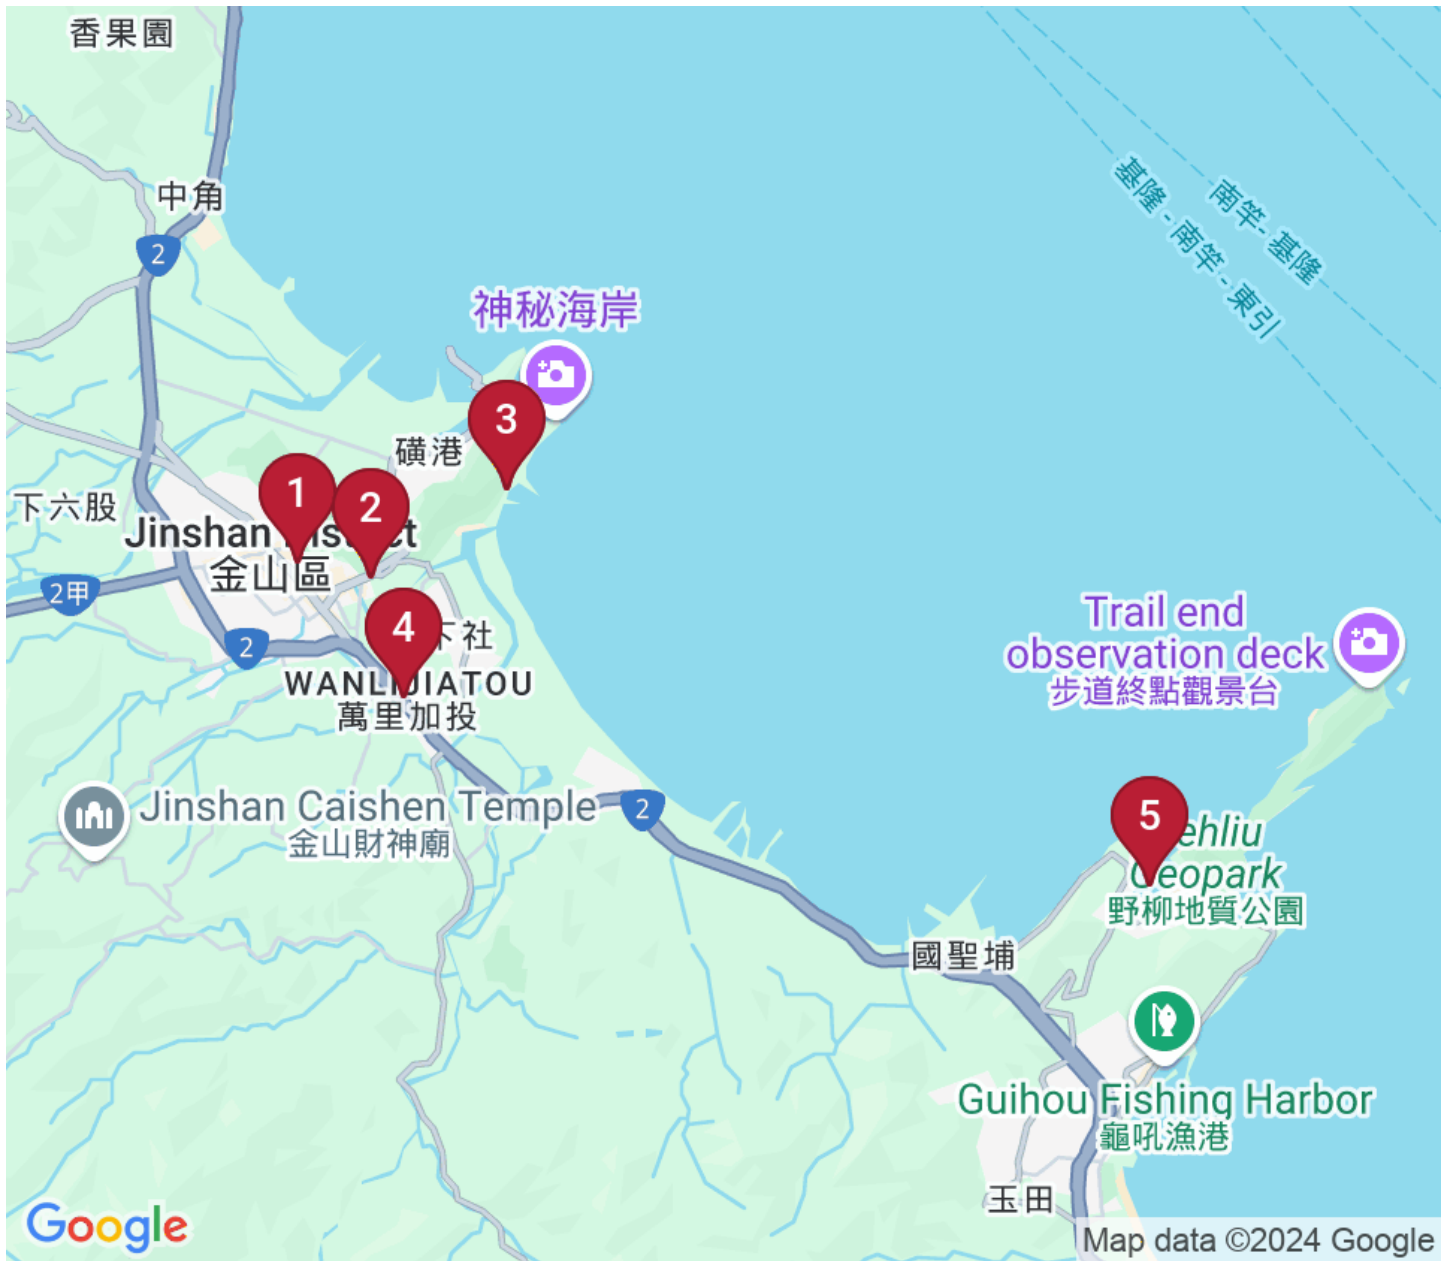 香果園
中角
2
基隆 - 南竿 - 東引
南竿- 基隆
神秘海岸
3
磺港
1
2
下六股
Jinshan District
金山區
2甲
2
4
下社
WANLIJIATOU
萬里加投
Trail end
observation deck
步道終點觀景台
Jinshan Caishen Temple
金山財神廟
2
5
Yehliu
Geopark
野柳地質公園
國聖埔
Guihou Fishing Harbor
龜吼漁港
玉田
Google
Map data ©2024 Google